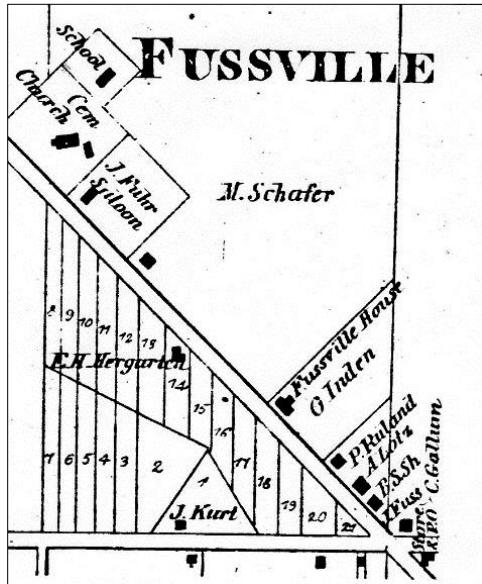 FUSSVILLE
School
Cem
Church
J. Fuhr
Saloon
M. Schafer
8 9 10 11 12 13
F.H. Hergarten
14
15
16
17
18
19
20
21
7 6 5 4 3 2
1
J. Kurt
Fussville House
G Inden
P. Ruland
A Lotz
B.S.Sh
J Fuss
Store
& P.O.
C. Gallum